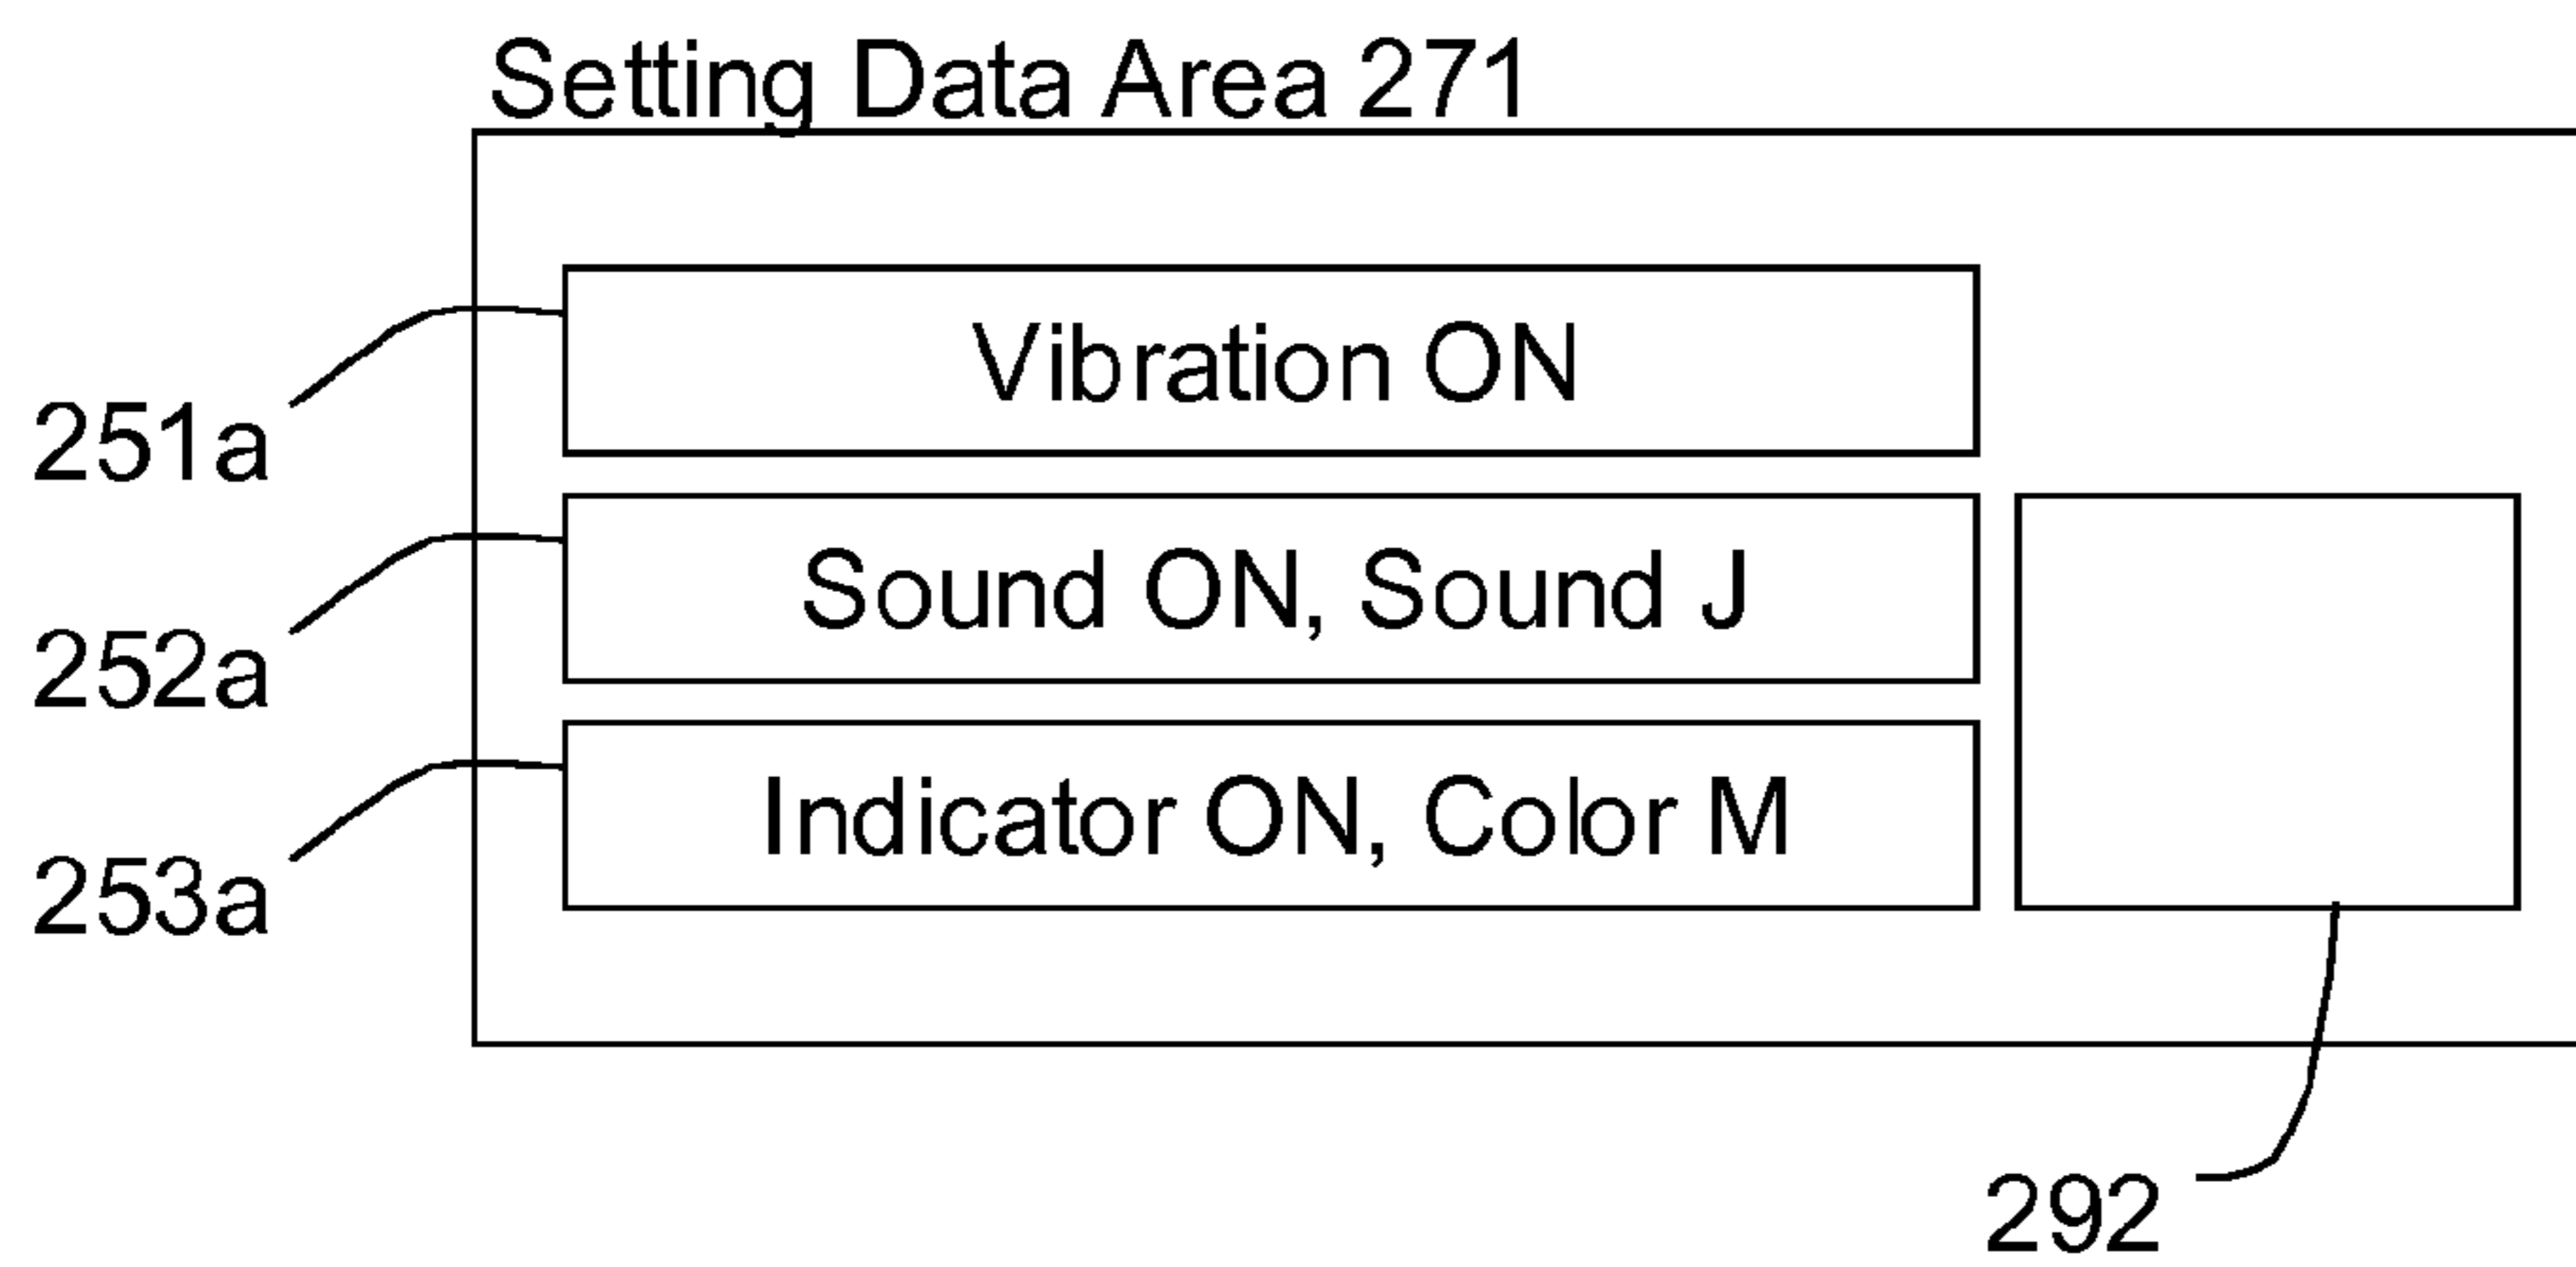 Setting Data Area 271
Vibration ON
251a
Sound ON, Sound J
252a
Indicator ON, Color M
253a
292